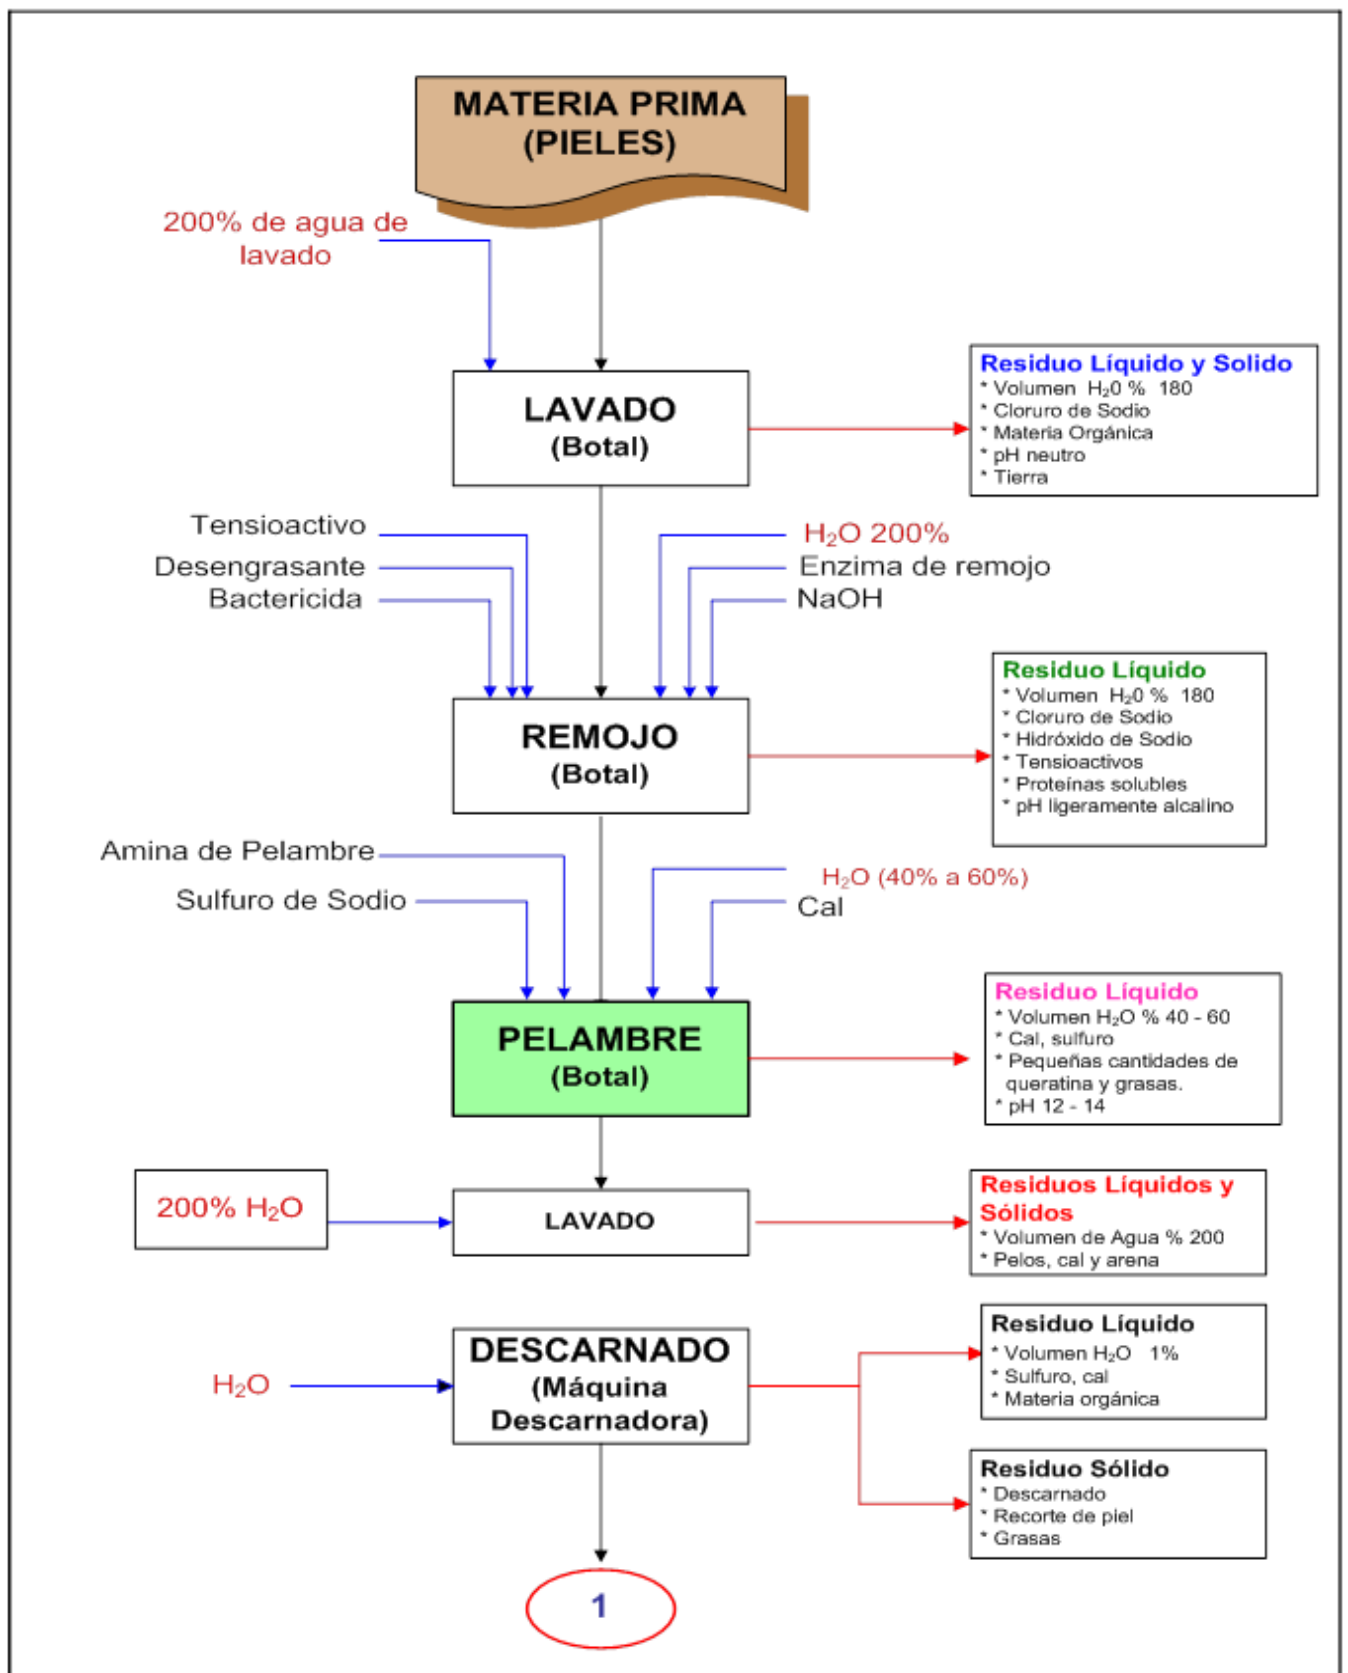 MATERIA PRIMA
(PIELES)
200% de agua de
lavado
LAVADO
(Botal)
Residuo Líquido y Solido
* Volumen H₂0 % 180
* Cloruro de Sodio
* Materia Orgánica
* pH neutro
* Tierra
Tensioactivo
Desengrasante
Bactericida
H₂O 200%
Enzima de remojo
NaOH
REMOJO
(Botal)
Residuo Líquido
* Volumen H₂0 % 180
* Cloruro de Sodio
* Hidróxido de Sodio
* Tensioactivos
* Proteínas solubles
* pH ligeramente alcalino
Amina de Pelambre
Sulfuro de Sodio
H₂O (40% a 60%)
Cal
PELAMBRE
(Botal)
Residuo Líquido
* Volumen H₂O % 40 - 60
* Cal, sulfuro
* Pequeñas cantidades de
queratina y grasas.
* pH 12 - 14
200% H₂O
LAVADO
Residuos Líquidos y
Sólidos
* Volumen de Agua % 200
* Pelos, cal y arena
H₂O
DESCARNADO
(Máquina
Descarnadora)
Residuo Líquido
* Volumen H₂O 1%
* Sulfuro, cal
* Materia orgánica
Residuo Sólido
* Descarnado
* Recorte de piel
* Grasas
1